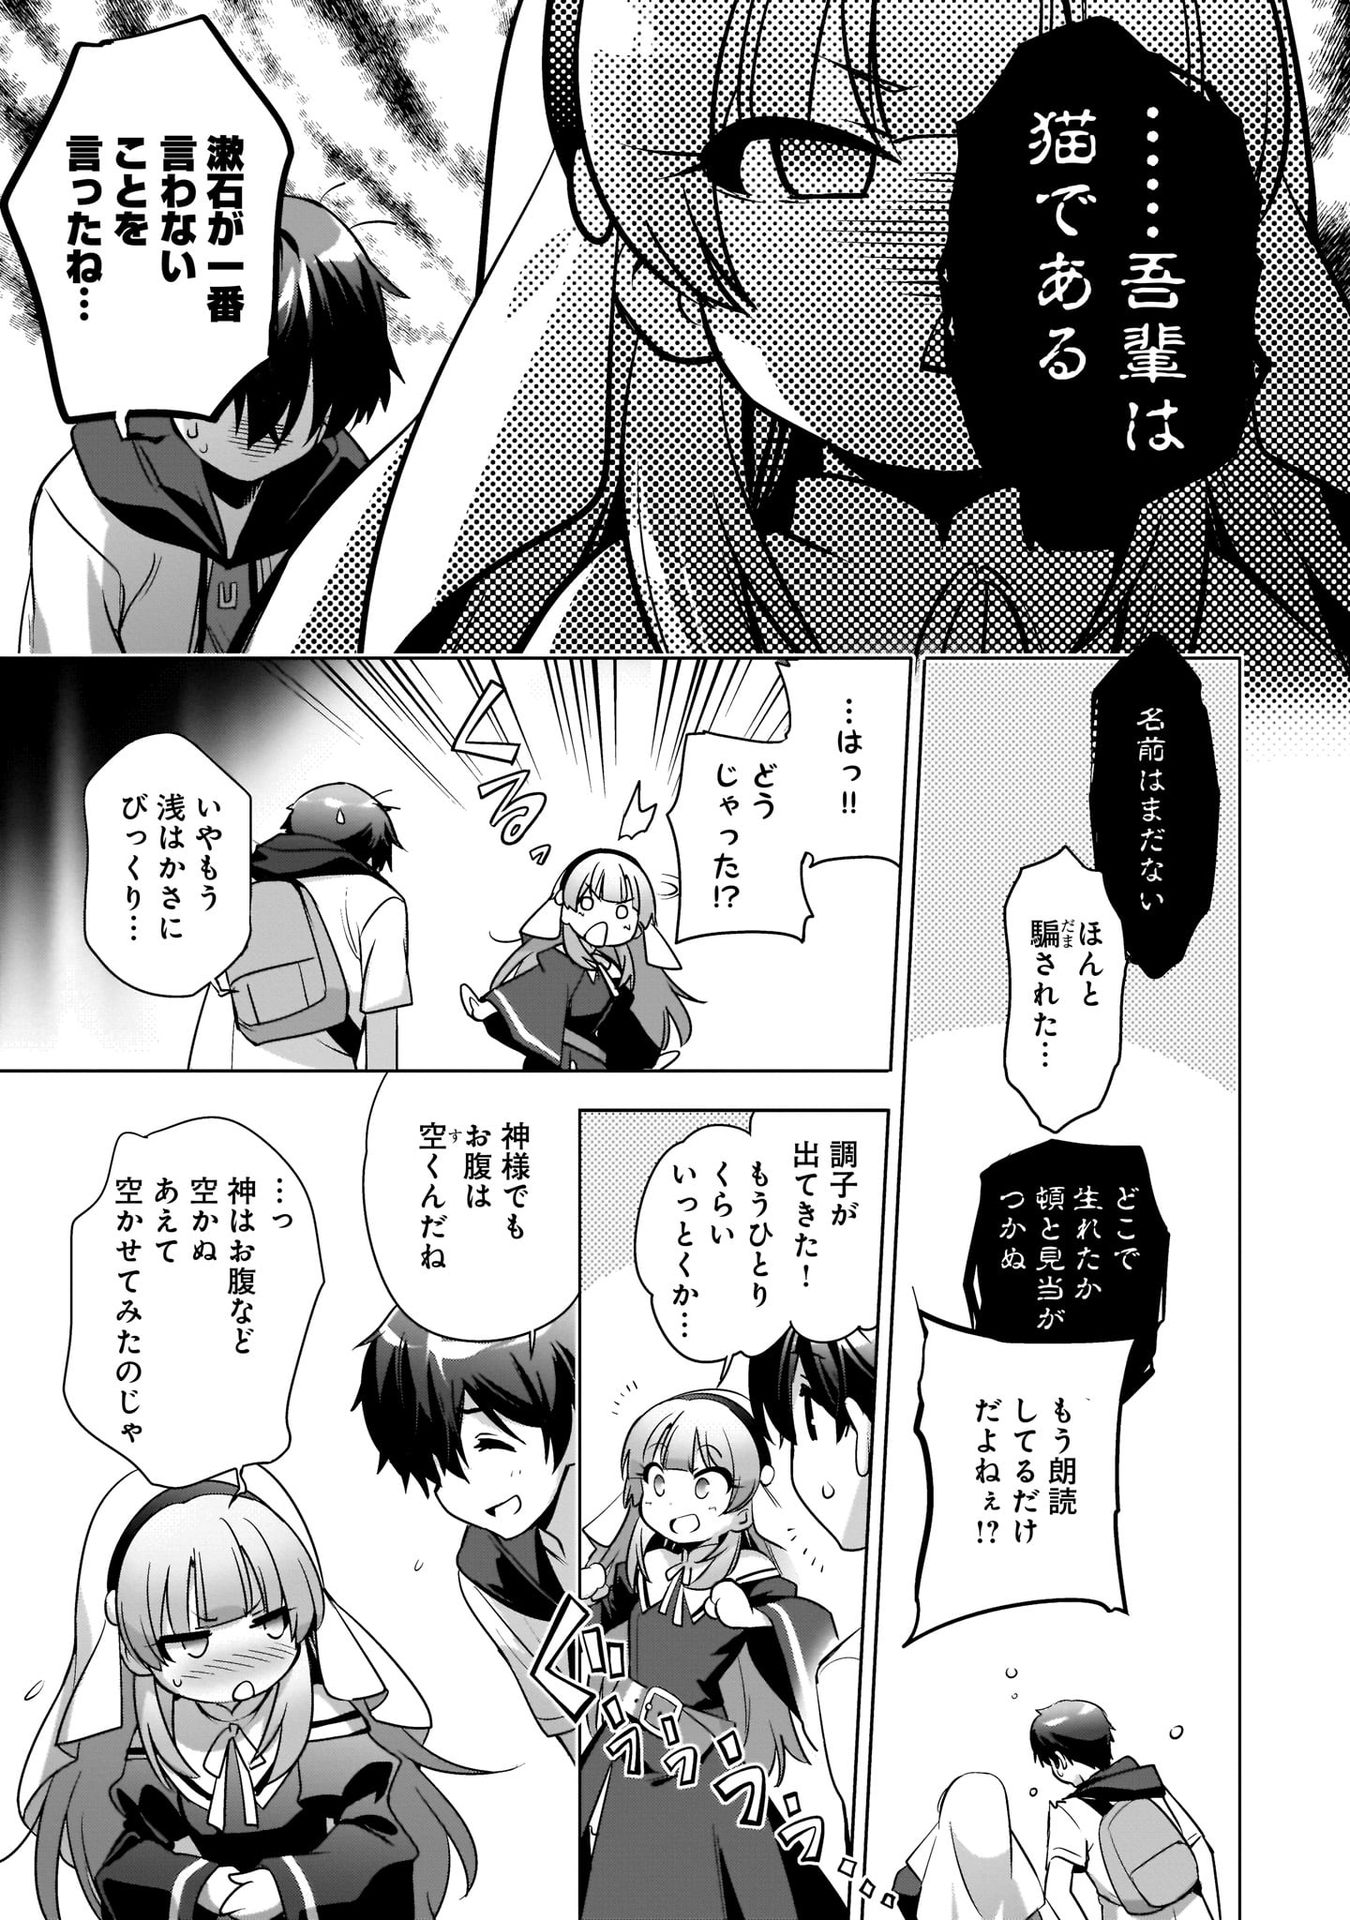 ……吾輩は
猫である
漱石が一番
言わない
ことを
言ったね…
名前はまだない
ほんと
騙された…
だま
どこで
生れたか
頓と見当が
つかぬ
もう朗読
してるだけ
だよねぇ!?
…はっ!!
どう
じゃった!?
くるっ
いやもう
浅はかさに
びっくり…
調子が
出てきた!
もうひとり
くらい
いっとくか…
ぐぅぅぅぅ…
神様でも
お腹は
空くんだね
す
…っ
神はお腹など
空かぬ
あえて
空かせてみたのじゃ
U